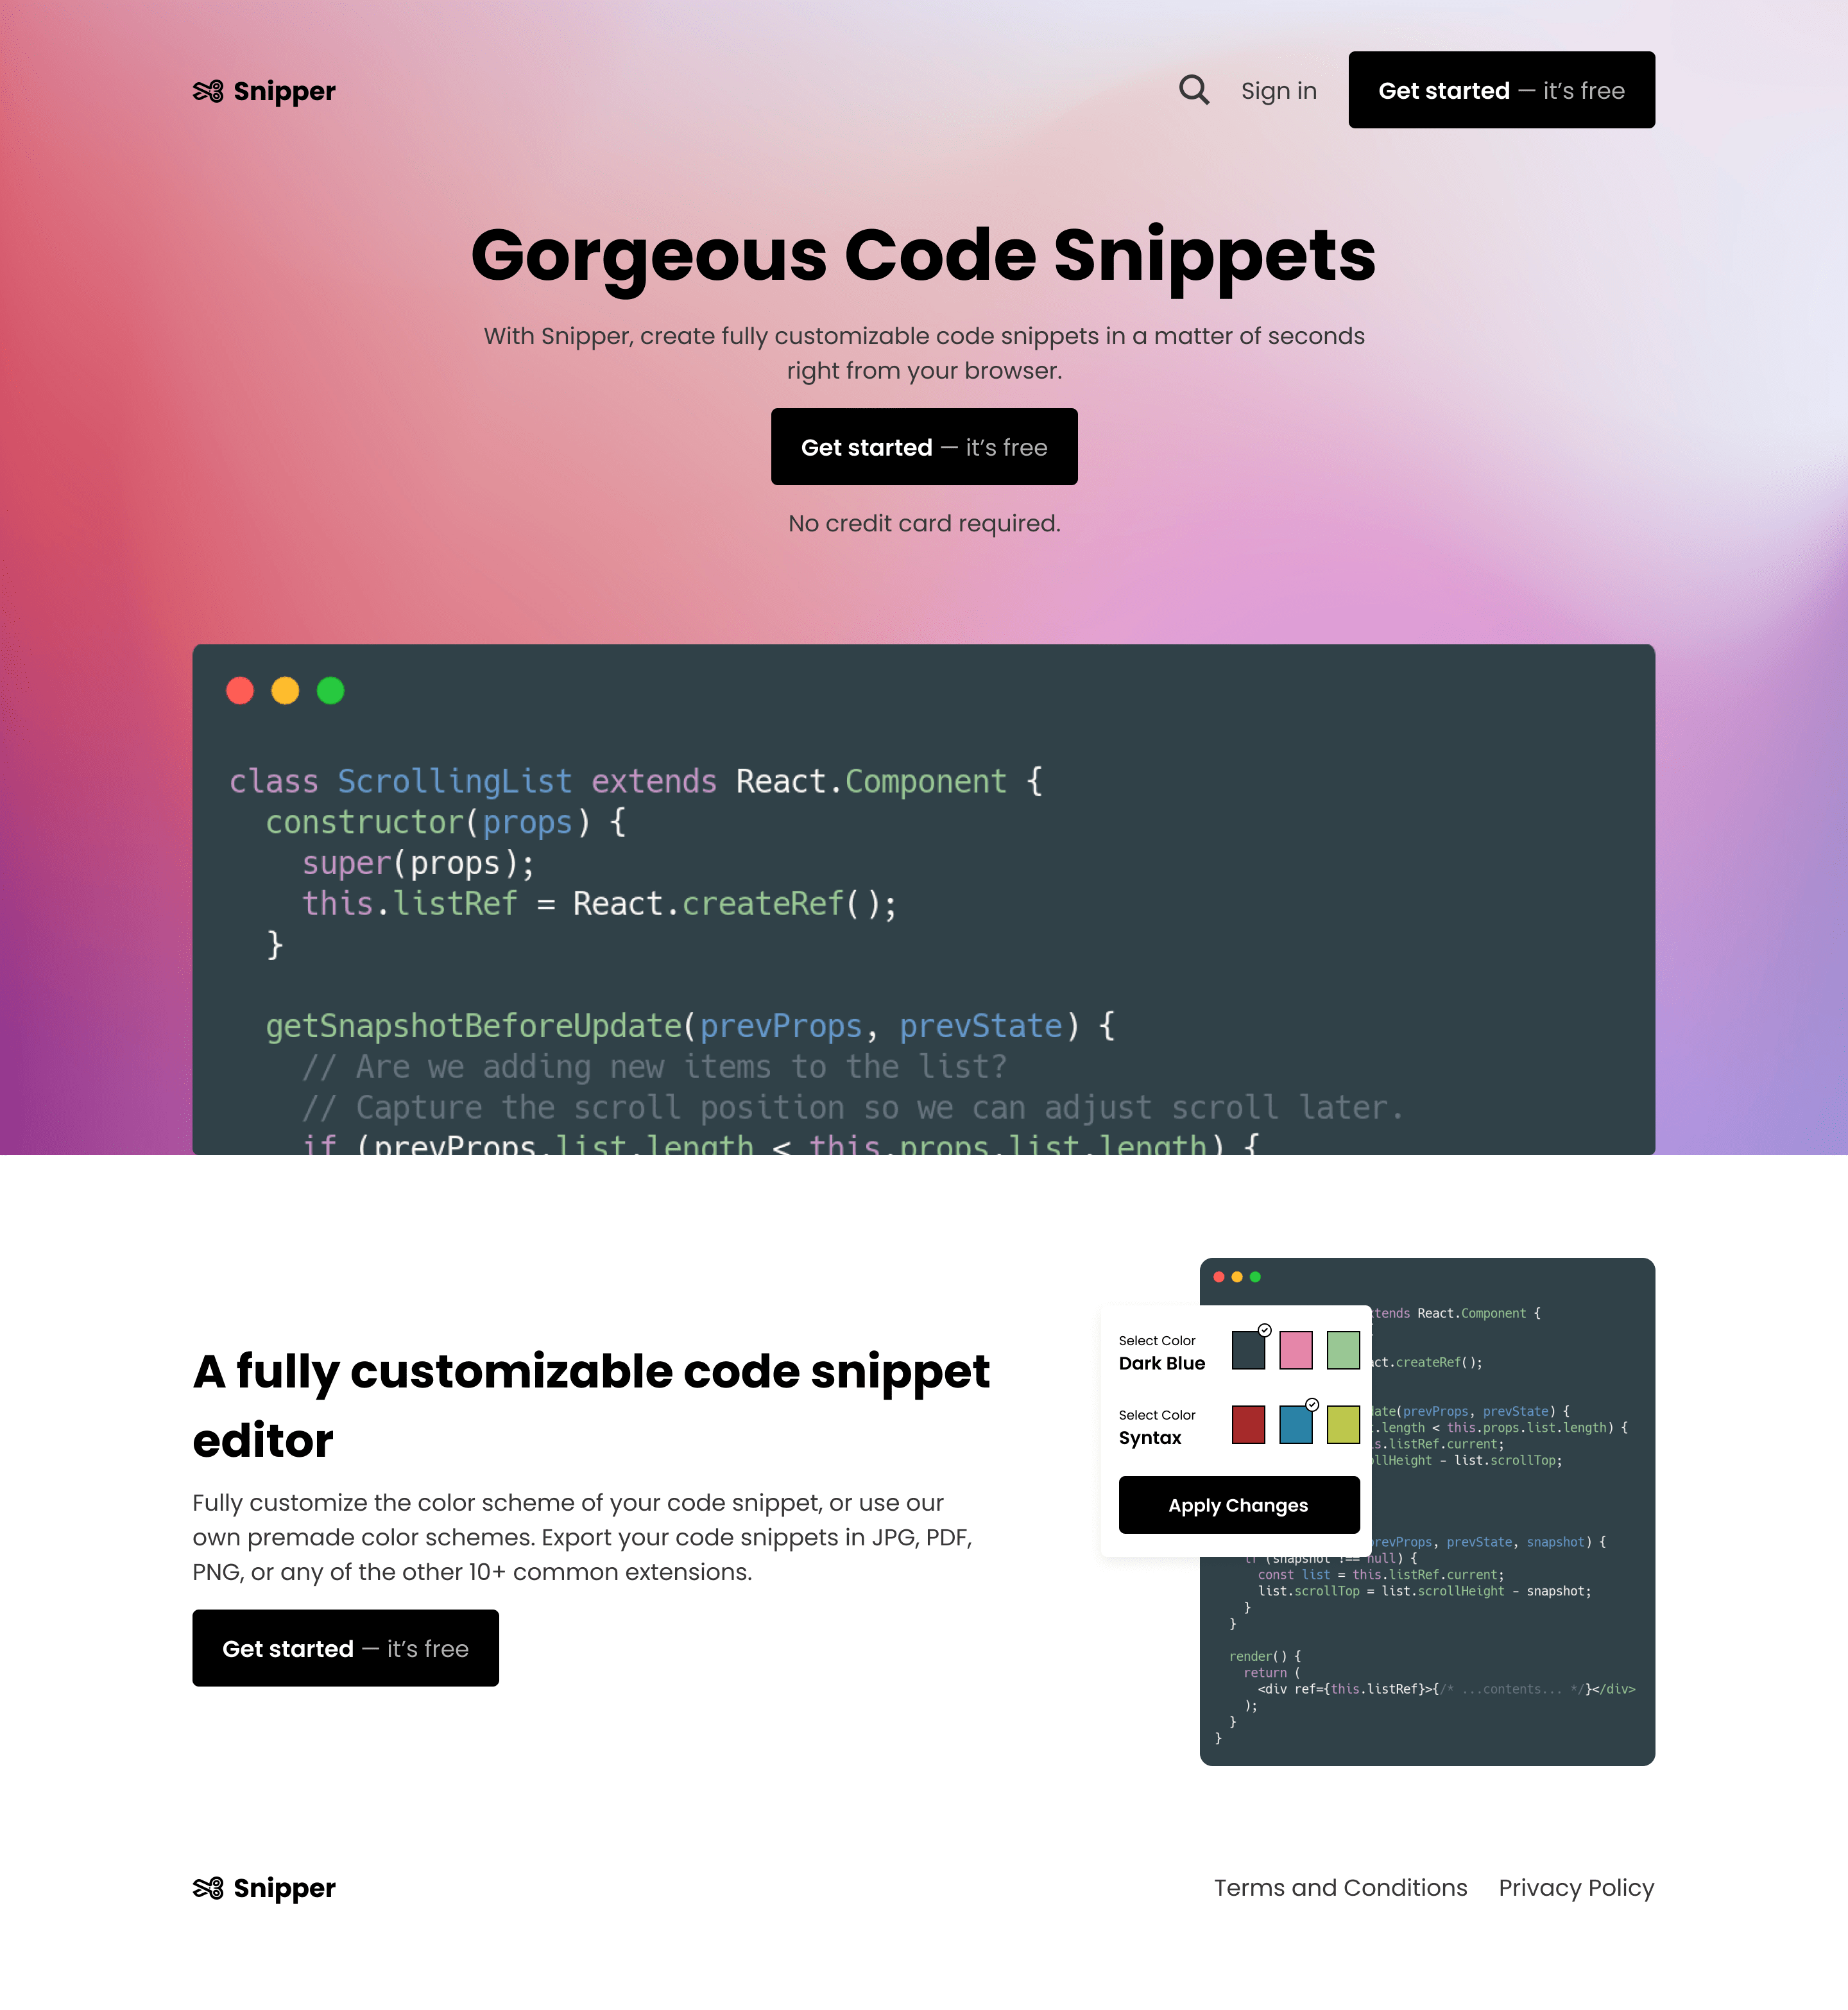 Snipper
Sign in
Get started — it's free
Gorgeous Code Snippets
With Snipper, create fully customizable code snippets in a matter of seconds
right from your browser.
Get started — it's free
No credit card required.
class ScrollingList extends React.Component {
constructor(props) {
super(props);
this.listRef = React.createRef();
}
getSnapshotBeforeUpdate(prevProps, prevState) {
// Are we adding new items to the list?
// Capture the scroll position so we can adjust scroll later.
if (prevProps.list.length < this.props.list.length) {
A fully customizable code snippet
editor
Fully customize the color scheme of your code snippet, or use our
own premade color schemes. Export your code snippets in JPG, PDF,
PNG, or any of the other 10+ common extensions.
Get started — it's free
Select Color
Dark Blue
Select Color
Syntax
Apply Changes
tends React.Component {
ct.createRef();
ate(prevProps, prevState) {
.length < this.props.list.length) {
s.listRef.current;
llHeight - list.scrollTop;
revProps, prevState, snapshot) {
if (snapshot !== null) {
const list = this.listRef.current;
list.scrollTop = list.scrollHeight - snapshot;
}
}
render() {
return (
<div ref={this.listRef}>{/* ...contents... */}</div>
);
}
}
Snipper
Terms and Conditions
Privacy Policy